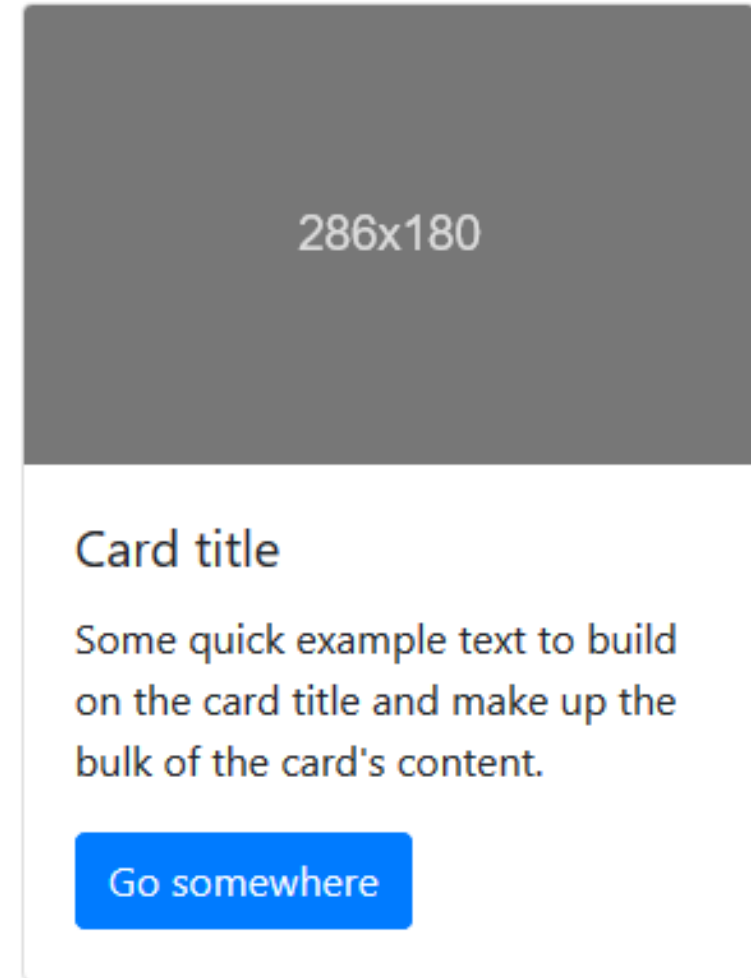 286x180
Card title
Some quick example text to build
on the card title and make up the
bulk of the card's content.
Go somewhere